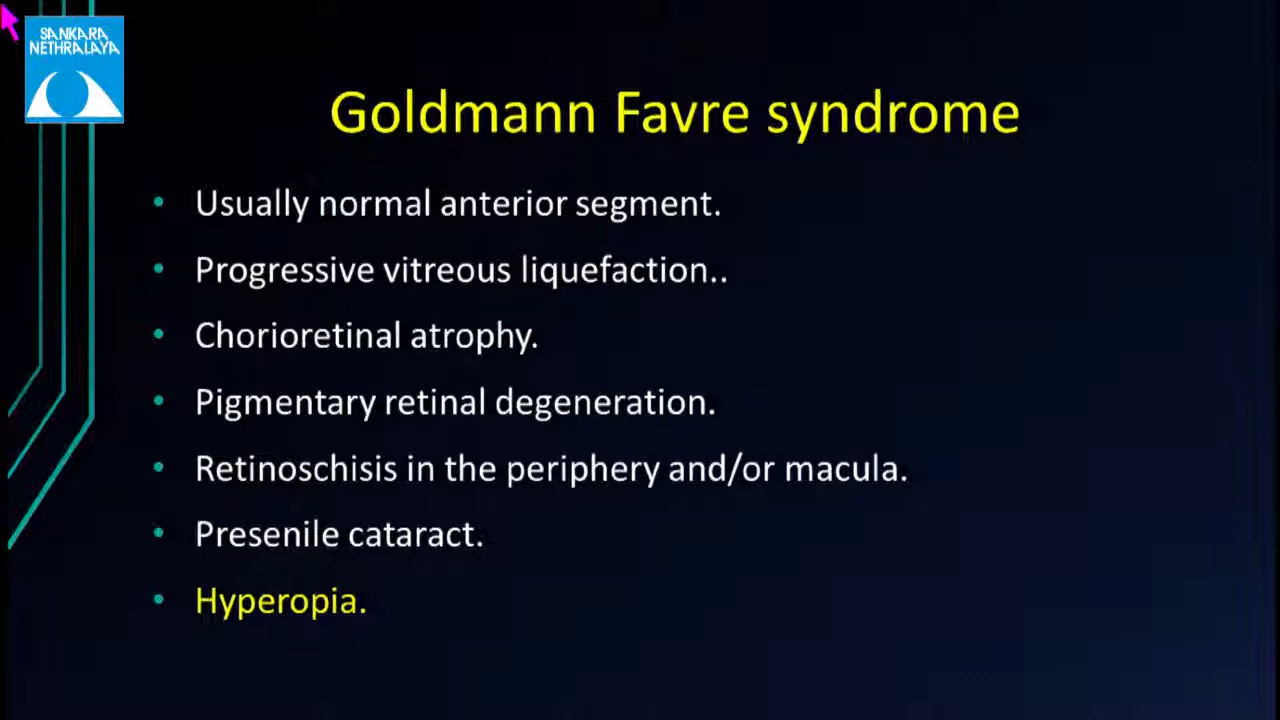 SANKARA
NETHRALAYA
Goldmann Favre syndrome
• Usually normal anterior segment.
• Progressive vitreous liquefaction..
• Chorioretinal atrophy.
• Pigmentary retinal degeneration.
• Retinoschisis in the periphery and/or macula.
• Presenile cataract.
• Hyperopia.